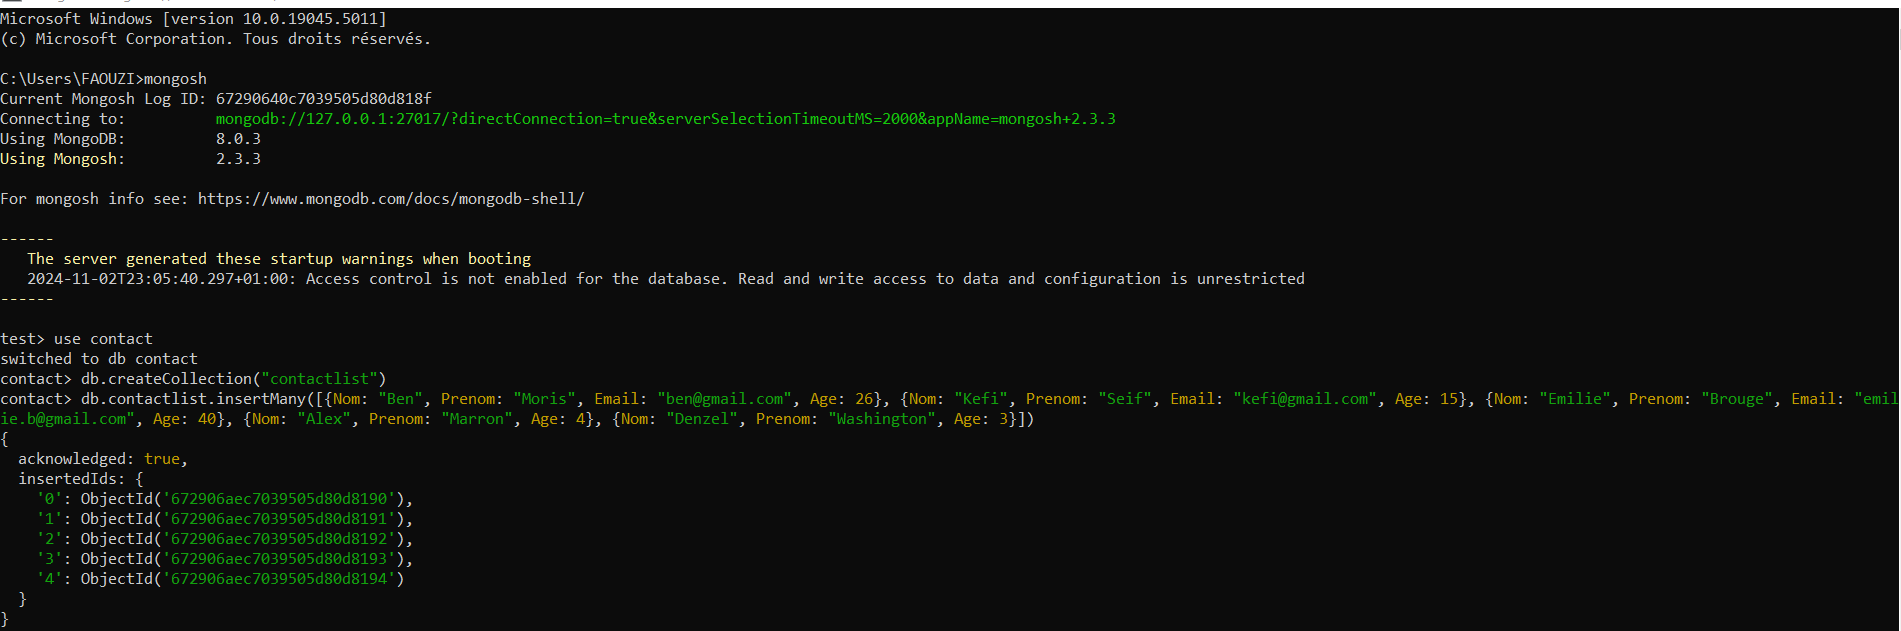 Microsoft Windows [version 10.0.19045.5011]
(c) Microsoft Corporation. Tous droits réservés.
C:\Users\FAOUZI>mongosh
Current Mongosh Log ID: 67290640c7039505d80d818f
Connecting to:          mongodb://127.0.0.1:27017/?directConnection=true&serverSelectionTimeoutMS=2000&appName=mongosh+2.3.3
Using MongoDB:          8.0.3
Using Mongosh:          2.3.3
For mongosh info see: https://www.mongodb.com/docs/mongodb-shell/
------
   The server generated these startup warnings when booting
   2024-11-02T23:05:40.297+01:00: Access control is not enabled for the database. Read and write access to data and configuration is unrestricted
------
test> use contact
switched to db contact
contact> db.createCollection("contactlist")
contact> db.contactlist.insertMany([{Nom: "Ben", Prenom: "Moris", Email: "ben@gmail.com", Age: 26}, {Nom: "Kefi", Prenom: "Seif", Email: "kefi@gmail.com", Age: 15}, {Nom: "Emilie", Prenom: "Brouge", Email: "emil
ie.b@gmail.com", Age: 40}, {Nom: "Alex", Prenom: "Marron", Age: 4}, {Nom: "Denzel", Prenom: "Washington", Age: 3}])
{
  acknowledged: true,
  insertedIds: {
    '0': ObjectId('672906aec7039505d80d8190'),
    '1': ObjectId('672906aec7039505d80d8191'),
    '2': ObjectId('672906aec7039505d80d8192'),
    '3': ObjectId('672906aec7039505d80d8193'),
    '4': ObjectId('672906aec7039505d80d8194')
  }
}